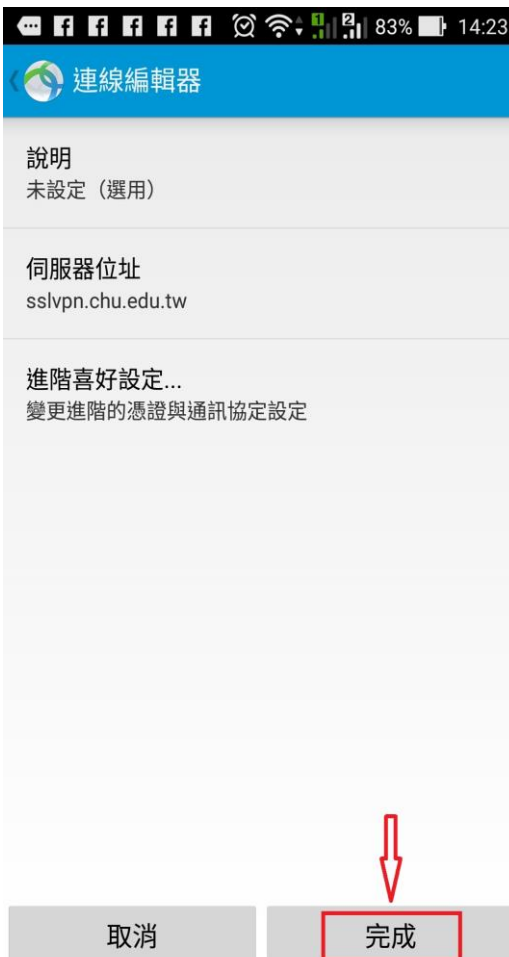 1 2 83% 14:23
連線編輯器
說明
未設定（選用）
伺服器位址
sslvpn.chu.edu.tw
進階喜好設定...
變更進階的憑證與通訊協定設定
取消
完成